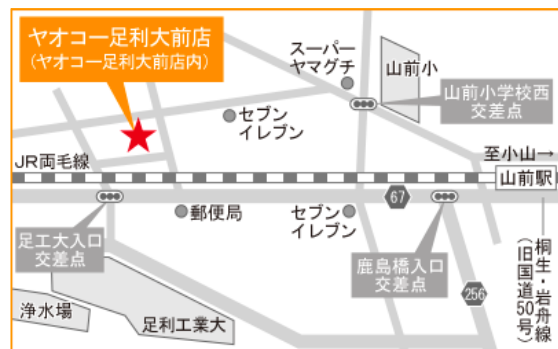 ヤオコー足利大前店
(ヤオコー足利大前店内)
スーパー
ヤマグチ
山前小
山前小学校西
交差点
セブン
イレブン
JR両毛線
至小山→
山前駅
67
足工大入口
交差点
郵便局
セブン
イレブン
鹿島橋入口
交差点
256
桐生・岩舟線
(旧国道50号)
浄水場
足利工業大